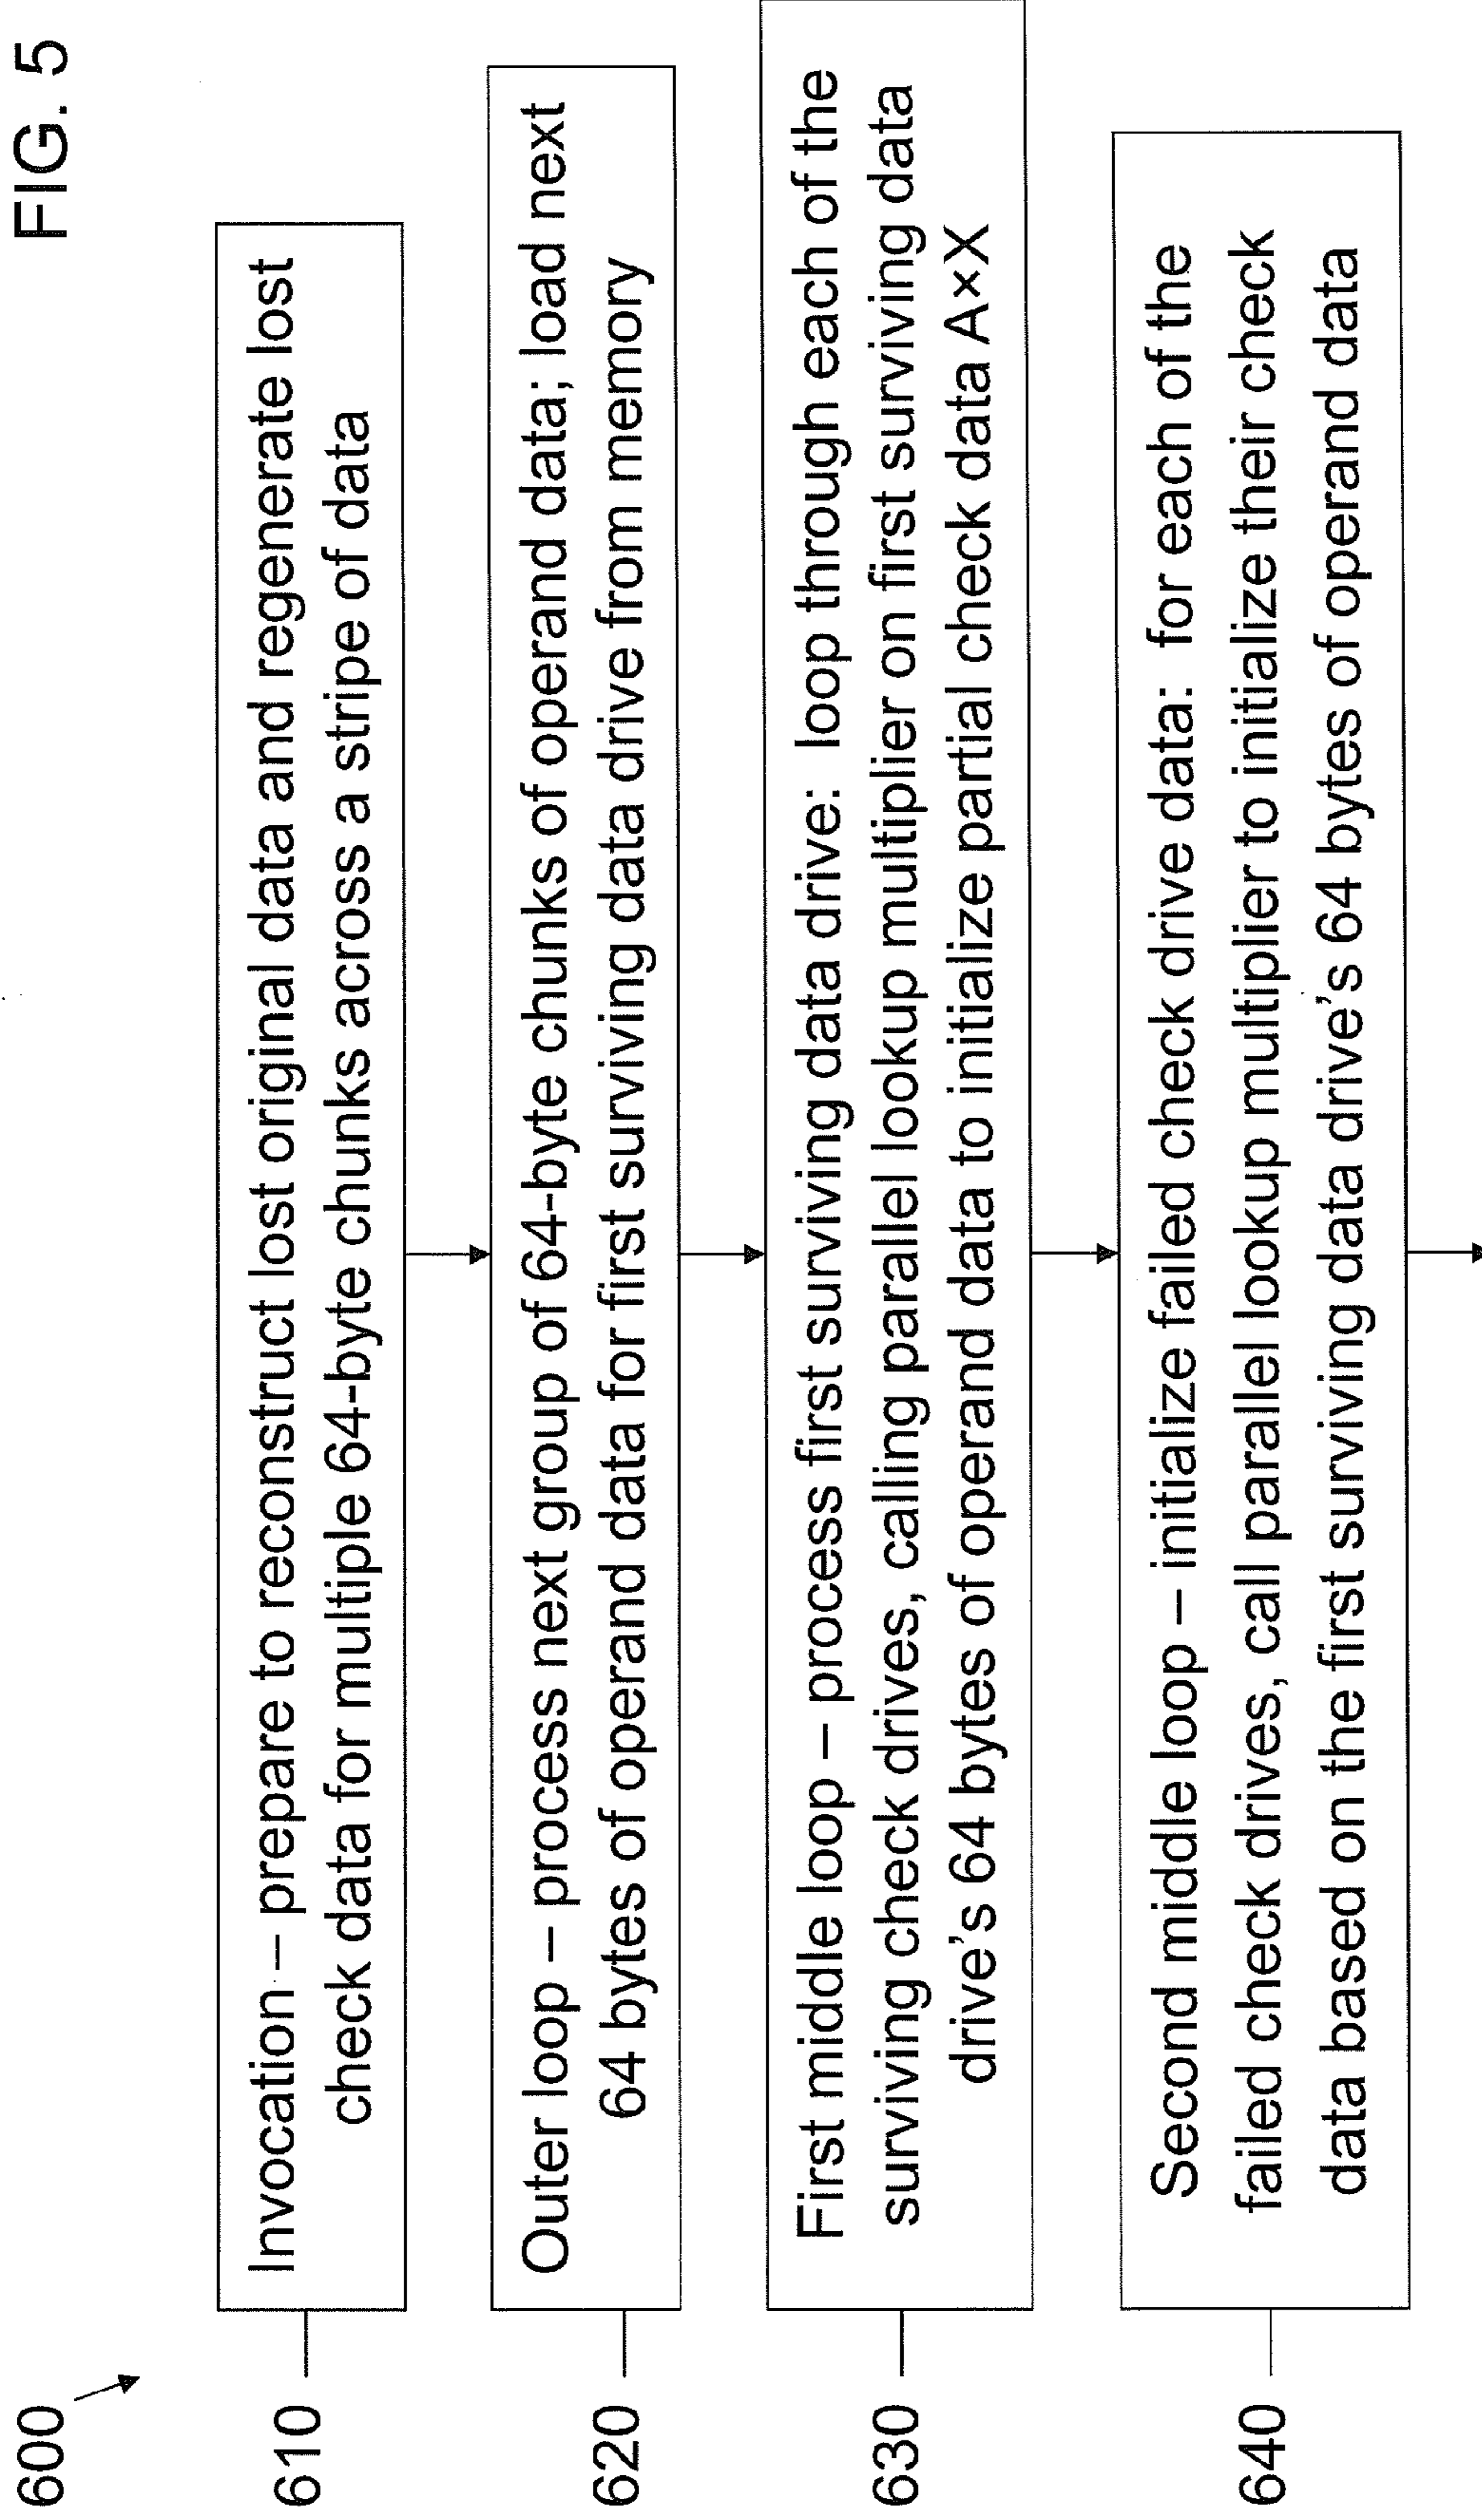 FIG. 5
600
610
Invocation – prepare to reconstruct lost original data and regenerate lost
check data for multiple 64-byte chunks across a stripe of data
620
Outer loop – process next group of 64-byte chunks of operand data; load next
64 bytes of operand data for first surviving data drive from memory
630
First middle loop – process first surviving data drive: loop through each of the
surviving check drives, calling parallel lookup multiplier on first surviving data
drive's 64 bytes of operand data to initialize partial check data A×X
640
Second middle loop – initialize failed check drive data: for each of the
failed check drives, call parallel lookup multiplier to initialize their check
data based on the first surviving data drive's 64 bytes of operand data